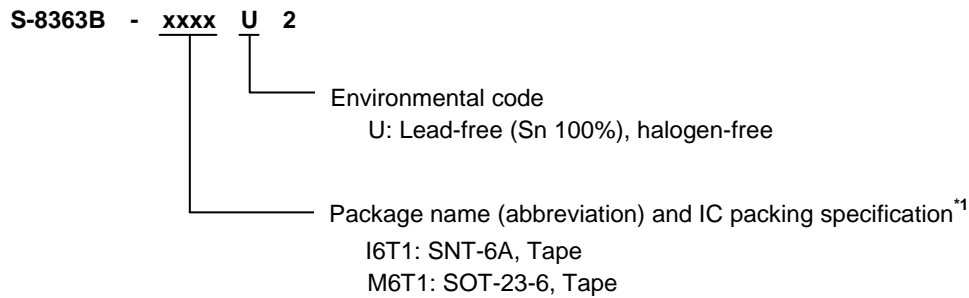 S-8363B - xxxx U 2
Environmental code
U: Lead-free (Sn 100%), halogen-free
Package name (abbreviation) and IC packing specification*1
I6T1: SNT-6A, Tape
M6T1: SOT-23-6, Tape